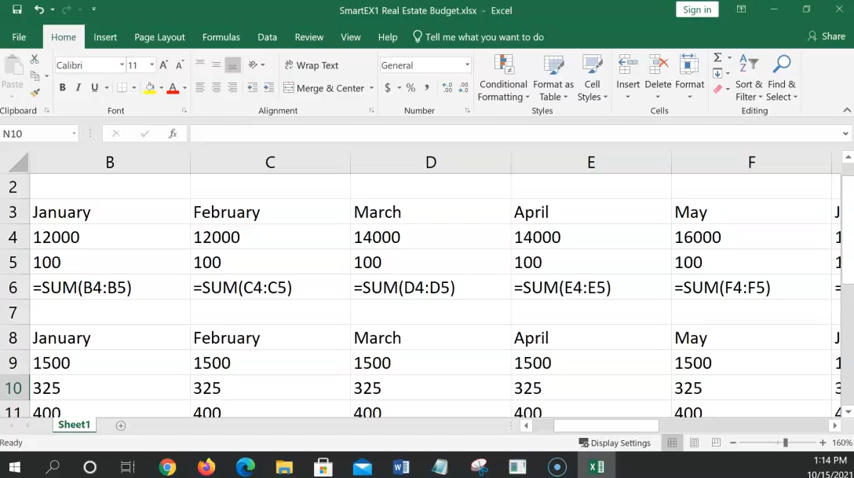 SmartEX1 Real Estate Budget.xlsx - Excel
Sign in
File Home Insert Page Layout Formulas Data Review View Help Tell me what you want to do Share
Calibri 11 A A Wrap Text General
B I U A Merge & Center $ % ,
Conditional Formatting
Format as Table
Cell Styles
Insert Delete Format
Sort & Filter
Find & Select
Clipboard Font Alignment Number Styles Cells Editing
N10 fx
B C D E F
2
3 January February March April May J
4 12000 12000 14000 14000 16000 1
5 100 100 100 100 100 1
6 =SUM(B4:B5) =SUM(C4:C5) =SUM(D4:D5) =SUM(E4:E5) =SUM(F4:F5) =
7
8 January February March April May J
9 1500 1500 1500 1500 1500 1
10 325 325 325 325 325 3
11 400 400 400 400 400 4
Sheet1
Ready Display Settings 160%
1:14 PM
10/15/2021